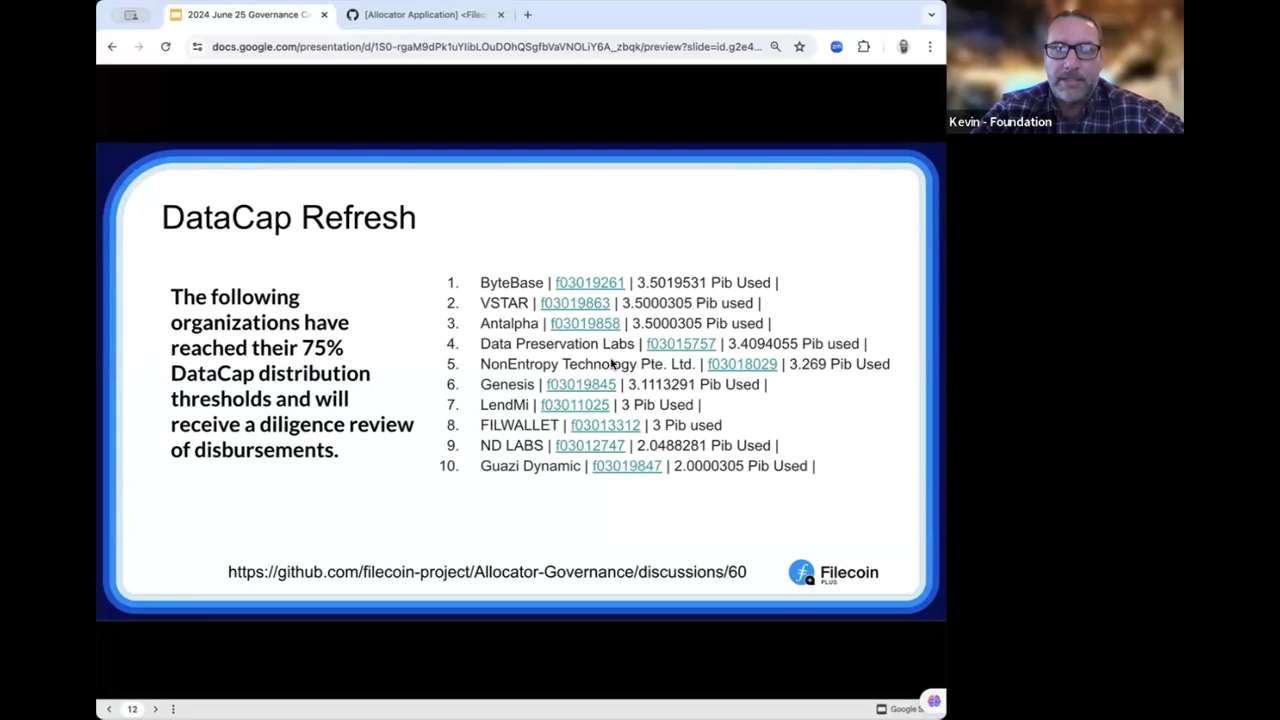 2024 June 25 Governance C
[Allocator Application] <Filec
docs.google.com/presentation/d/1S0-rgaM9dPk1uYIibLOuDOhQSgfbVaVNOLiY6A_zbqk/preview?slide=id.g2e4...
Kevin - Foundation
DataCap Refresh
The following
organizations have
reached their 75%
DataCap distribution
thresholds and will
receive a diligence review
of disbursements.
1. ByteBase | f03019261 | 3.5019531 Pib Used |
2. VSTAR | f03019863 | 3.5000305 Pib used |
3. Antalpha | f03019858 | 3.5000305 Pib used |
4. Data Preservation Labs | f03015757 | 3.4094055 Pib used |
5. NonEntropy Technology Pte. Ltd. | f03018029 | 3.269 Pib Used
6. Genesis | f03019845 | 3.1113291 Pib Used |
7. LendMi | f03011025 | 3 Pib Used |
8. FILWALLET | f03013312 | 3 Pib used
9. ND LABS | f03012747 | 2.0488281 Pib Used |
10. Guazi Dynamic | f03019847 | 2.0000305 Pib Used |
https://github.com/filecoin-project/Allocator-Governance/discussions/60
Filecoin
PLUS
12
Google S